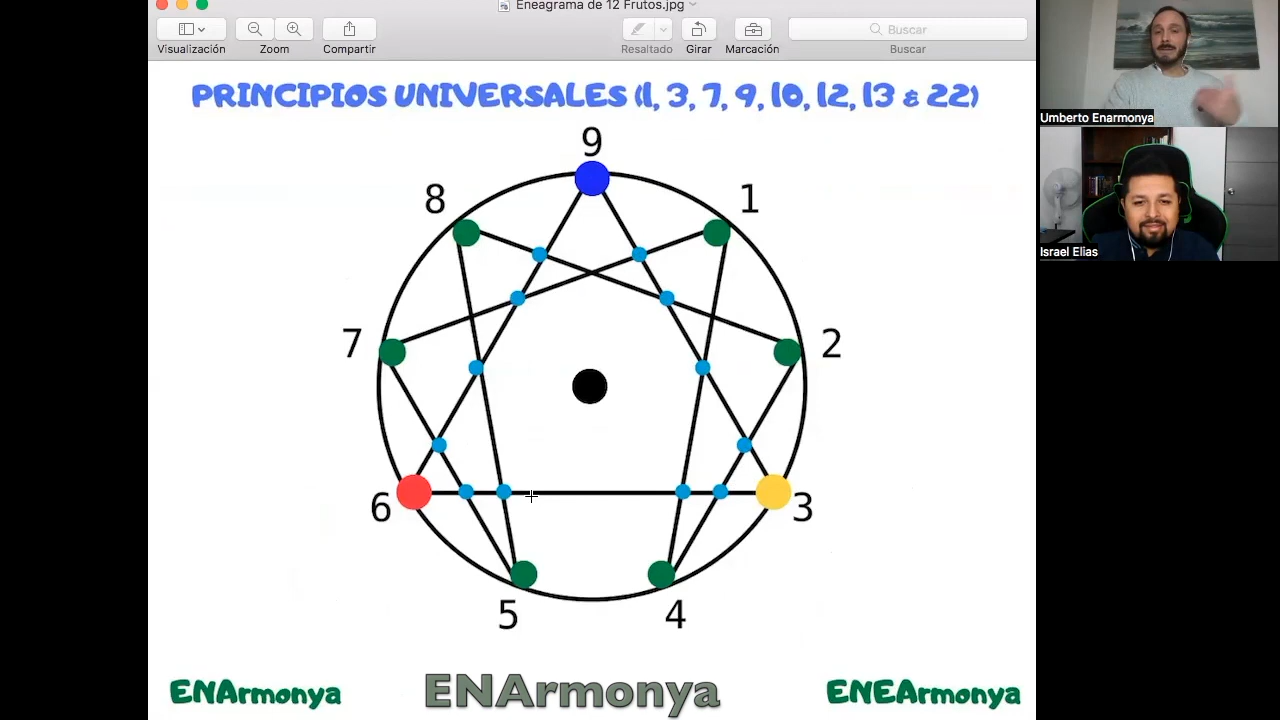 Eneagrama de 12 Frutos.jpg
Visualización Zoom Compartir Resaltado Girar Marcación Buscar
Buscar
PRINCIPIOS UNIVERSALES (1, 3, 7, 9, 10, 12, 13 & 22)
Umberto Enarmonya
Israel Elias
9
8 1
7 2
6 3
5 4
ENArmonya ENArmonya ENEArmonya